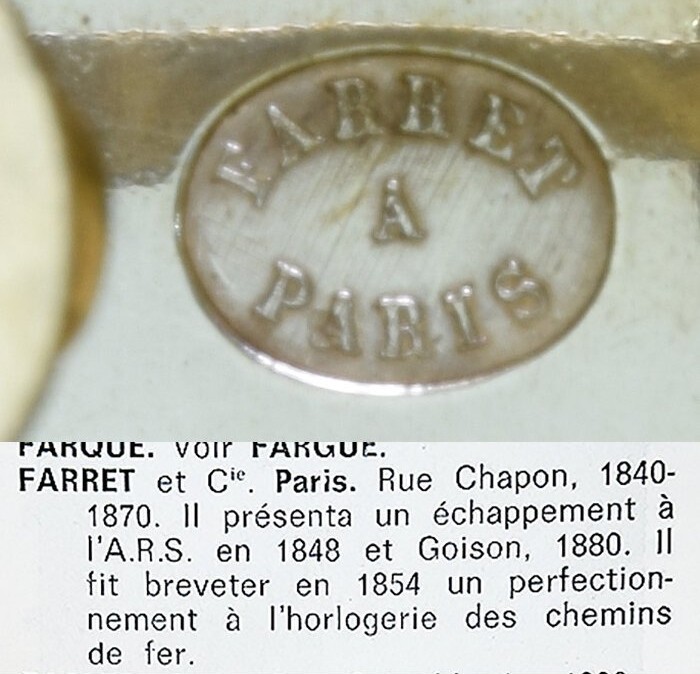 FARRET
À
PARIS
FARQUE. Voir FARGUE.
FARRET et Cie. Paris. Rue Chapon, 1840-
1870. Il présenta un échappement à
l'A.R.S. en 1848 et Goison, 1880. Il
fit breveter en 1854 un perfection-
nement à l'horlogerie des chemins
de fer.